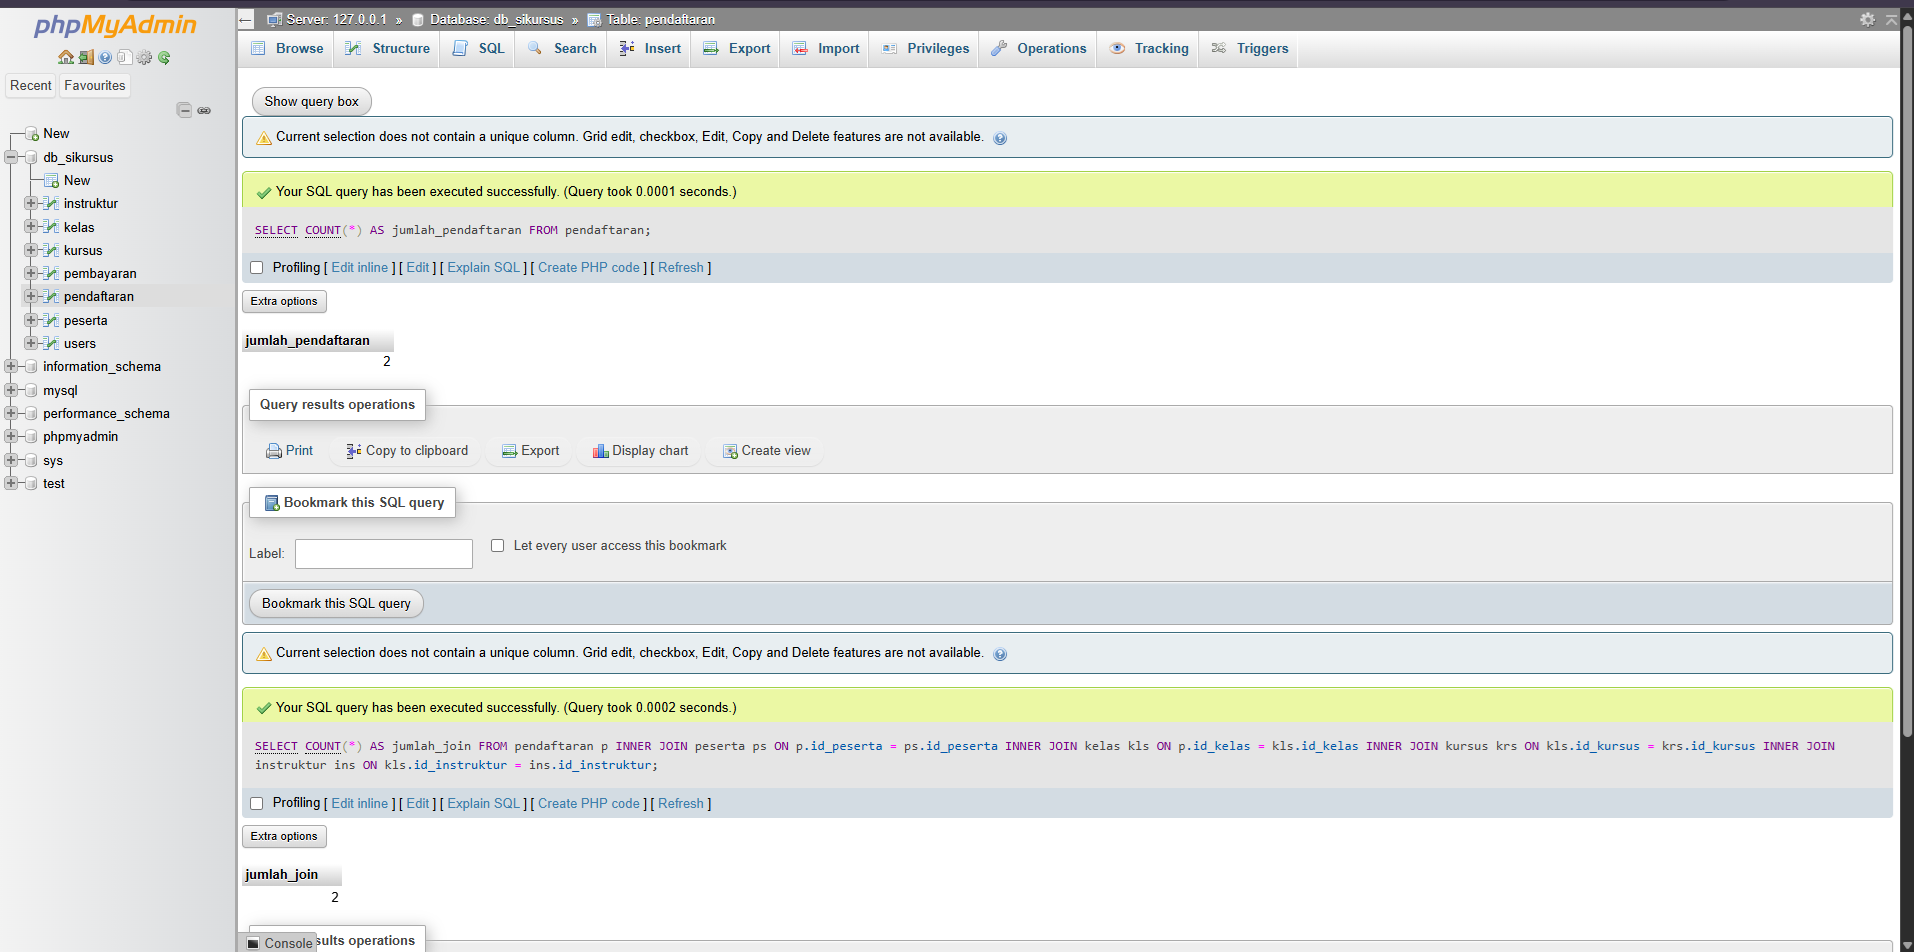 phpMyAdmin
Recent
Favourites
New
db_sikursus
New
instruktur
kelas
kursus
pembayaran
pendaftaran
peserta
users
information_schema
mysql
performance_schema
phpmyadmin
sys
test
Server: 127.0.0.1 » Database: db_sikursus » Table: pendaftaran
Browse Structure SQL Search Insert Export Import Privileges Operations Tracking Triggers
Show query box
Current selection does not contain a unique column. Grid edit, checkbox, Edit, Copy and Delete features are not available.
Your SQL query has been executed successfully. (Query took 0.0001 seconds.)
SELECT COUNT(*) AS jumlah_pendaftaran FROM pendaftaran;
Profiling [ Edit inline ] [ Edit ] [ Explain SQL ] [ Create PHP code ] [ Refresh ]
Extra options
jumlah_pendaftaran
2
Query results operations
Print Copy to clipboard Export Display chart Create view
Bookmark this SQL query
Label:
Let every user access this bookmark
Bookmark this SQL query
Current selection does not contain a unique column. Grid edit, checkbox, Edit, Copy and Delete features are not available.
Your SQL query has been executed successfully. (Query took 0.0002 seconds.)
SELECT COUNT(*) AS jumlah_join FROM pendaftaran p INNER JOIN peserta ps ON p.id_peserta = ps.id_peserta INNER JOIN kelas kls ON p.id_kelas = kls.id_kelas INNER JOIN kursus krs ON kls.id_kursus = krs.id_kursus INNER JOIN
instruktur ins ON kls.id_instruktur = ins.id_instruktur;
Profiling [ Edit inline ] [ Edit ] [ Explain SQL ] [ Create PHP code ] [ Refresh ]
Extra options
jumlah_join
2
Console
sults operations